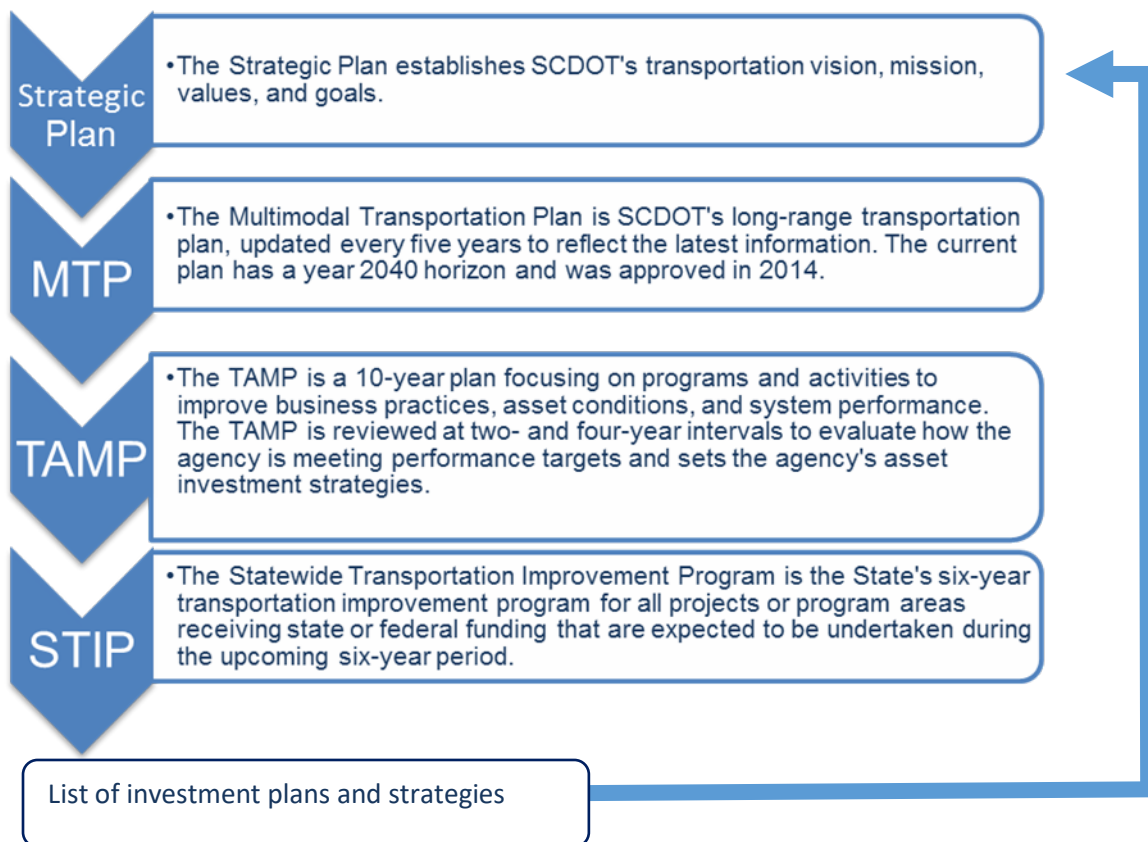 Strategic
Plan
•The Strategic Plan establishes SCDOT's transportation vision, mission,
values, and goals.
MTP
•The Multimodal Transportation Plan is SCDOT's long-range transportation
plan, updated every five years to reflect the latest information. The current
plan has a year 2040 horizon and was approved in 2014.
TAMP
•The TAMP is a 10-year plan focusing on programs and activities to
improve business practices, asset conditions, and system performance.
The TAMP is reviewed at two- and four-year intervals to evaluate how the
agency is meeting performance targets and sets the agency's asset
investment strategies.
STIP
•The Statewide Transportation Improvement Program is the State's six-year
transportation improvement program for all projects or program areas
receiving state or federal funding that are expected to be undertaken during
the upcoming six-year period.
List of investment plans and strategies